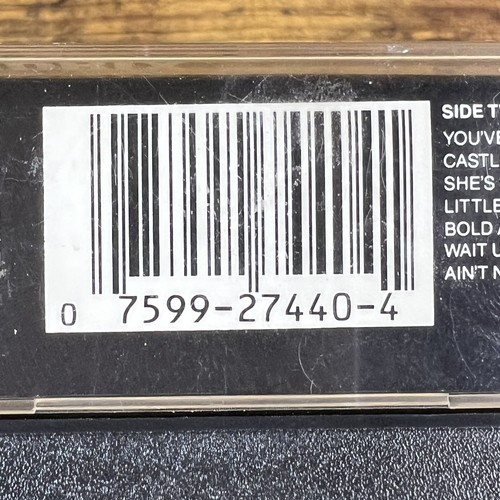 0 7599-27440-4
SIDE T
YOU'VE
CASTL
SHE'S
LITTLE
BOLD
WAIT U
AIN'T N